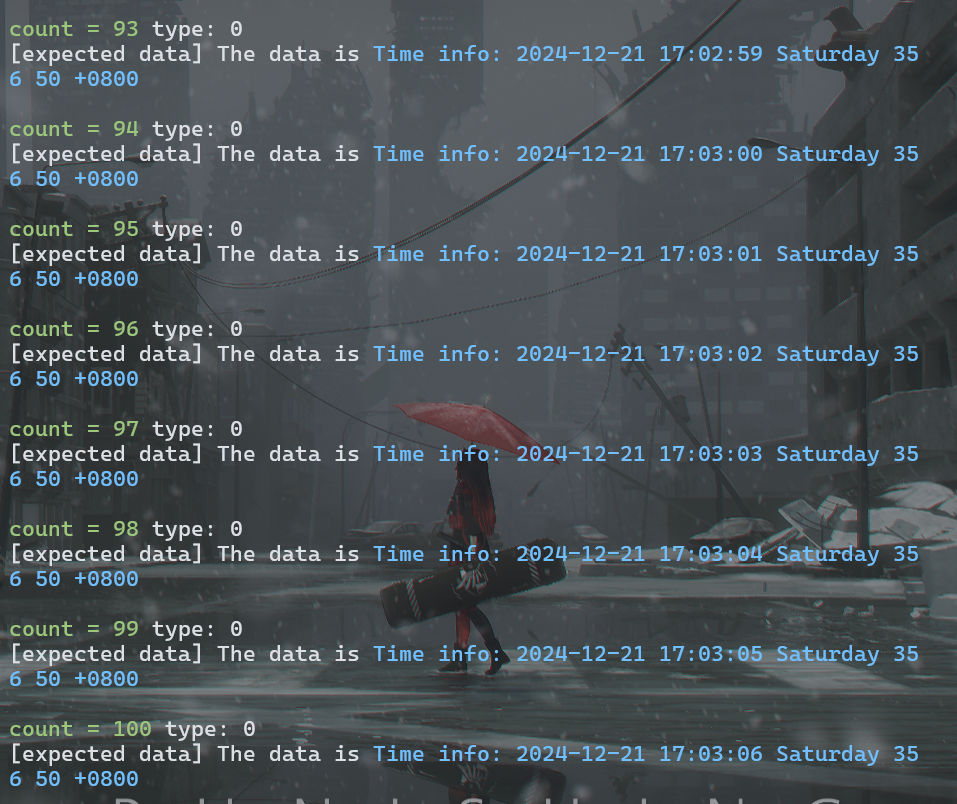 count = 93 type: 0
[expected data] The data is Time info: 2024-12-21 17:02:59 Saturday 35
6 50 +0800
count = 94 type: 0
[expected data] The data is Time info: 2024-12-21 17:03:00 Saturday 35
6 50 +0800
count = 95 type: 0
[expected data] The data is Time info: 2024-12-21 17:03:01 Saturday 35
6 50 +0800
count = 96 type: 0
[expected data] The data is Time info: 2024-12-21 17:03:02 Saturday 35
6 50 +0800
count = 97 type: 0
[expected data] The data is Time info: 2024-12-21 17:03:03 Saturday 35
6 50 +0800
count = 98 type: 0
[expected data] The data is Time info: 2024-12-21 17:03:04 Saturday 35
6 50 +0800
count = 99 type: 0
[expected data] The data is Time info: 2024-12-21 17:03:05 Saturday 35
6 50 +0800
count = 100 type: 0
[expected data] The data is Time info: 2024-12-21 17:03:06 Saturday 35
6 50 +0800